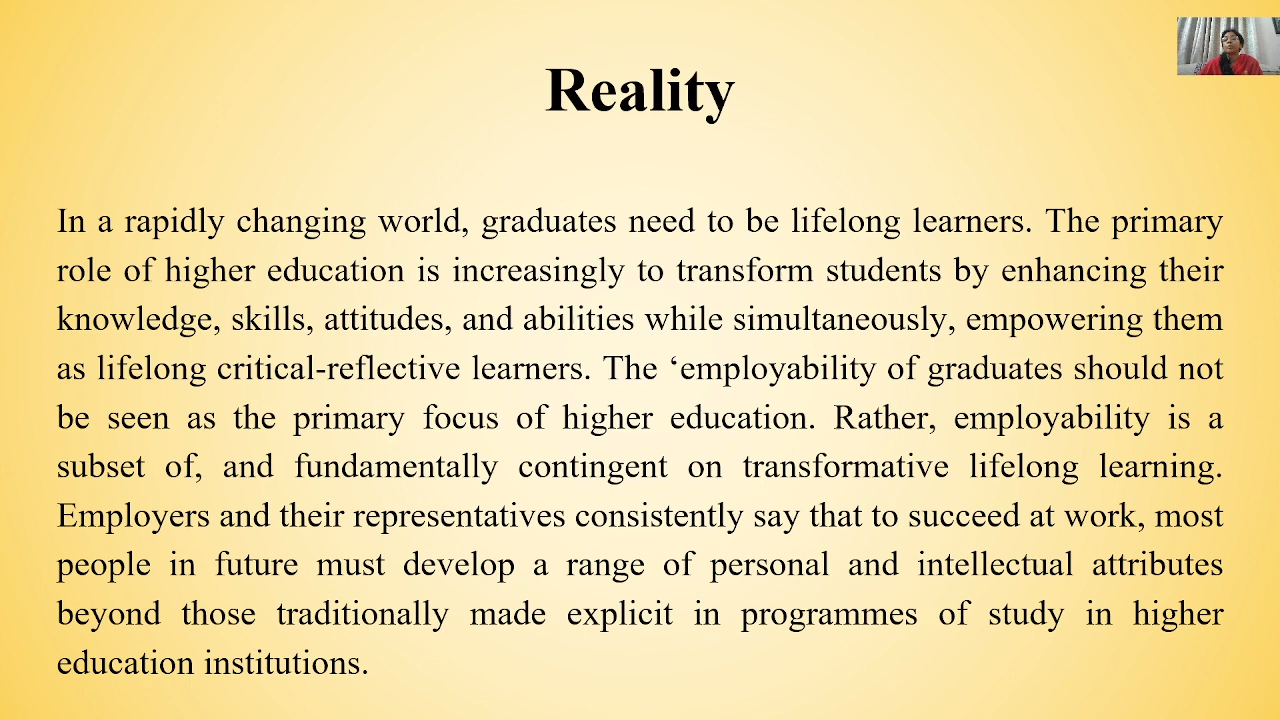 Reality
In a rapidly changing world, graduates need to be lifelong learners. The primary
role of higher education is increasingly to transform students by enhancing their
knowledge, skills, attitudes, and abilities while simultaneously, empowering them
as lifelong critical-reflective learners. The ‘employability of graduates should not
be seen as the primary focus of higher education. Rather, employability is a
subset of, and fundamentally contingent on transformative lifelong learning.
Employers and their representatives consistently say that to succeed at work, most
people in future must develop a range of personal and intellectual attributes
beyond those traditionally made explicit in programmes of study in higher
education institutions.